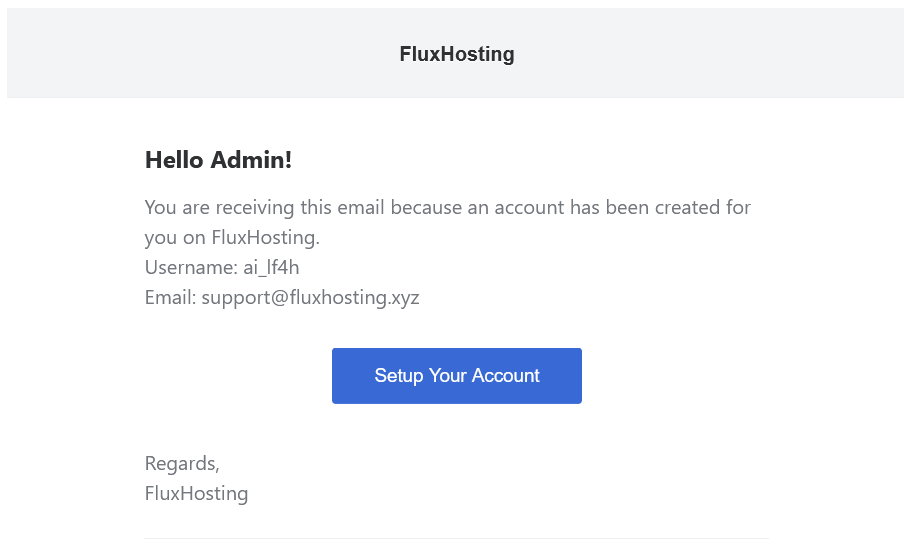 FluxHosting
Hello Admin!
You are receiving this email because an account has been created for
you on FluxHosting.
Username: ai_lf4h
Email: support@fluxhosting.xyz
Setup Your Account
Regards,
FluxHosting